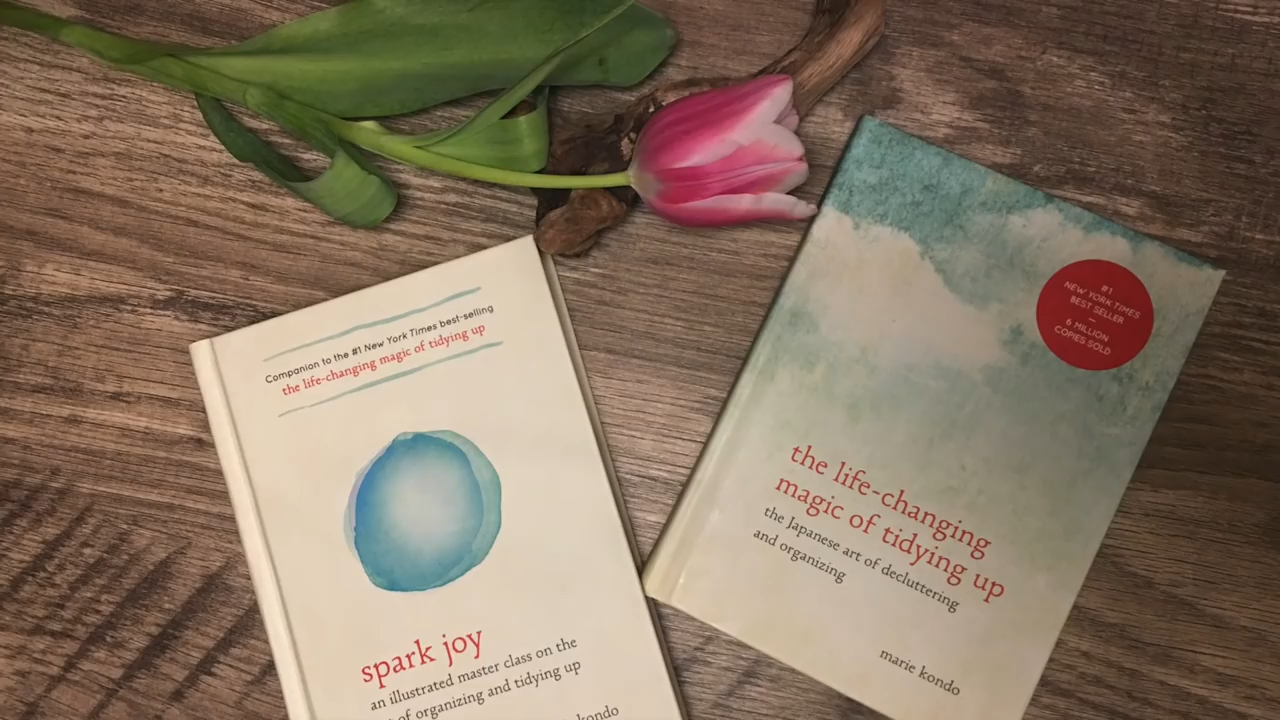 Companion to the #1 New York Times best-selling
the life-changing magic of tidying up
spark joy
an illustrated master class on the
of organizing and tidying up
kondo
#1
NEW YORK TIMES
BEST SELLER
—
6 MILLION
COPIES SOLD
the life-changing
magic of tidying up
the Japanese art of decluttering
and organizing
marie kondo